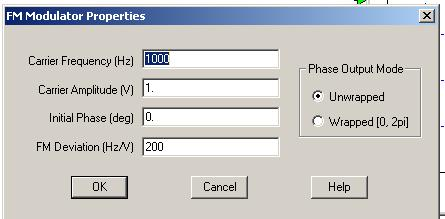 FM Modulator Properties
Carrier Frequency (Hz) 1000
Carrier Amplitude (V) 1.
Initial Phase (deg) 0.
FM Deviation (Hz/V) 200
Phase Output Mode
Unwrapped
Wrapped [0, 2pi]
OK Cancel Help